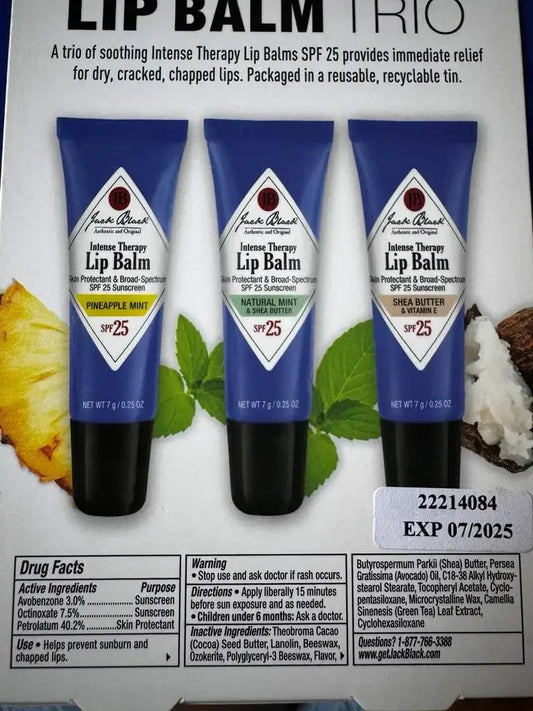 LIP BALM TRIO
A trio of soothing Intense Therapy Lip Balms SPF 25 provides immediate relief
for dry, cracked, chapped lips. Packaged in a reusable, recyclable tin.
JB
Jack Black
Authentic and Original
Intense Therapy
Lip Balm
Skin Protectant & Broad-Spectrum
SPF 25 Sunscreen
PINEAPPLE MINT
SPF25
NET WT 7 g / 0.25 OZ
JB
Jack Black
Authentic and Original
Intense Therapy
Lip Balm
Skin Protectant & Broad-Spectrum
SPF 25 Sunscreen
NATURAL MINT
& SHEA BUTTER
SPF25
NET WT 7 g / 0.25 OZ
JB
Jack Black
Authentic and Original
Intense Therapy
Lip Balm
Skin Protectant & Broad-Spectrum
SPF 25 Sunscreen
SHEA BUTTER
& VITAMIN E
SPF25
NET WT 7 g / 0.25 OZ
22214084
EXP 07/2025
Drug Facts
Active Ingredients Purpose
Avobenzone 3.0% .................. Sunscreen
Octinoxate 7.5%................... Sunscreen
Petrolatum 40.2%.......Skin Protectant
Use • Helps prevent sunburn and
chapped lips.
Warning
• Stop use and ask doctor if rash occurs.
Directions • Apply liberally 15 minutes
before sun exposure and as needed.
• Children under 6 months: Ask a doctor.
Inactive Ingredients: Theobroma Cacao
(Cocoa) Seed Butter, Lanolin, Beeswax,
Ozokerite, Polyglyceryl-3 Beeswax, Flavor,
Butyrospermum Parkii (Shea) Butter, Persea
Gratissima (Avocado) Oil, C18-38 Alkyl Hydroxy-
stearoyl Stearate, Tocopheryl Acetate, Cyclo-
pentasiloxane, Microcrystalline Wax, Camellia
Sinenesis (Green Tea) Leaf Extract,
Cyclohexasiloxane
Questions? 1-877-766-3388
www.getJackBlack.com